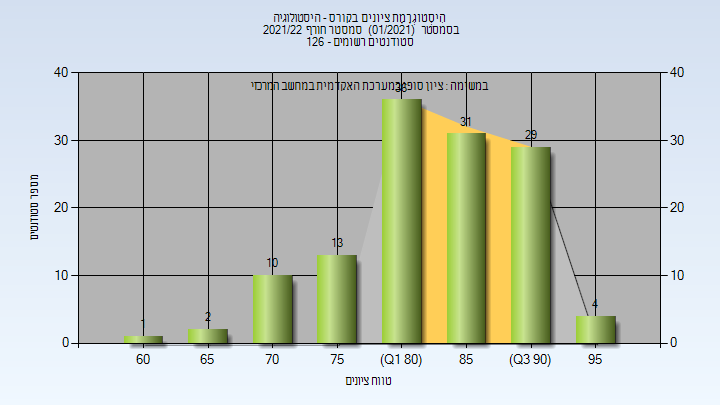 היסטוגרמת ציונים בקורס - היסטולוגיה
בסמסטר (01/2021) סמסטר חורף 2021/22
סטודנטים רשומים - 126
במשימה : ציון סופי במערכת האקדמית במחשב המרכזי
40 40
30 30
20 20
10 10
0 0
1 2 10 13 36 31 29 4
60 65 70 75 (Q1 80) 85 (Q3 90) 95
טווח ציונים
מספר סטודנטים